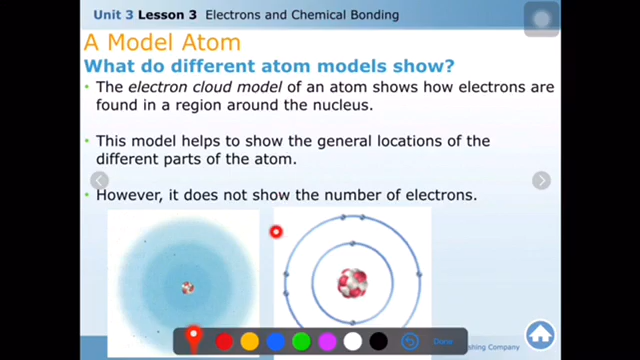 Unit 3 Lesson 3 Electrons and Chemical Bonding
A Model Atom
What do different atom models show?
• The electron cloud model of an atom shows how electrons are
found in a region around the nucleus.
• This model helps to show the general locations of the
different parts of the atom.
• However, it does not show the number of electrons.
Done
shing Company